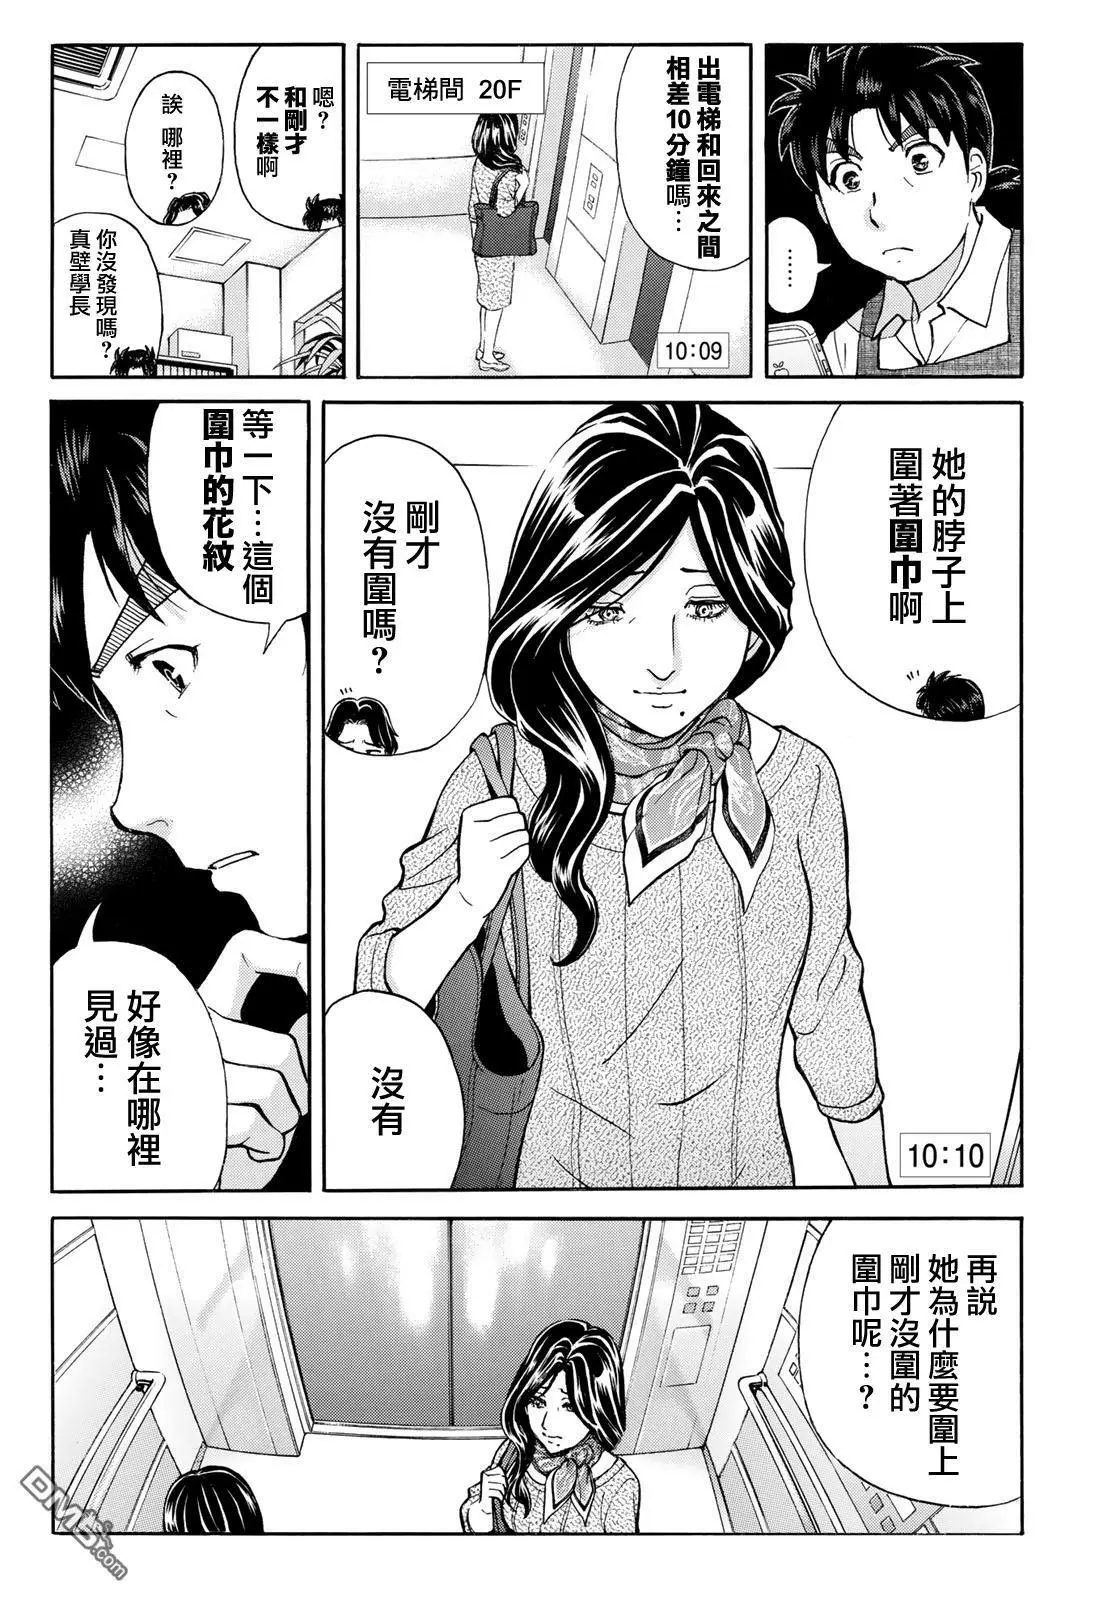 ……
出電梯和回來之間
相差10分鐘嗎…
電梯間 20F
10:09
嗯?
和剛才
不一樣啊
誒 哪裡?
你沒發現嗎?
真壁學長
她的脖子上
圍著圍巾啊
剛才
沒有圍嗎?
沒有
10:10
等一下…這個
圍巾的花紋
好像在哪裡
見過…
再説
她為什麼要圍上
剛才沒圍的
圍巾呢…?